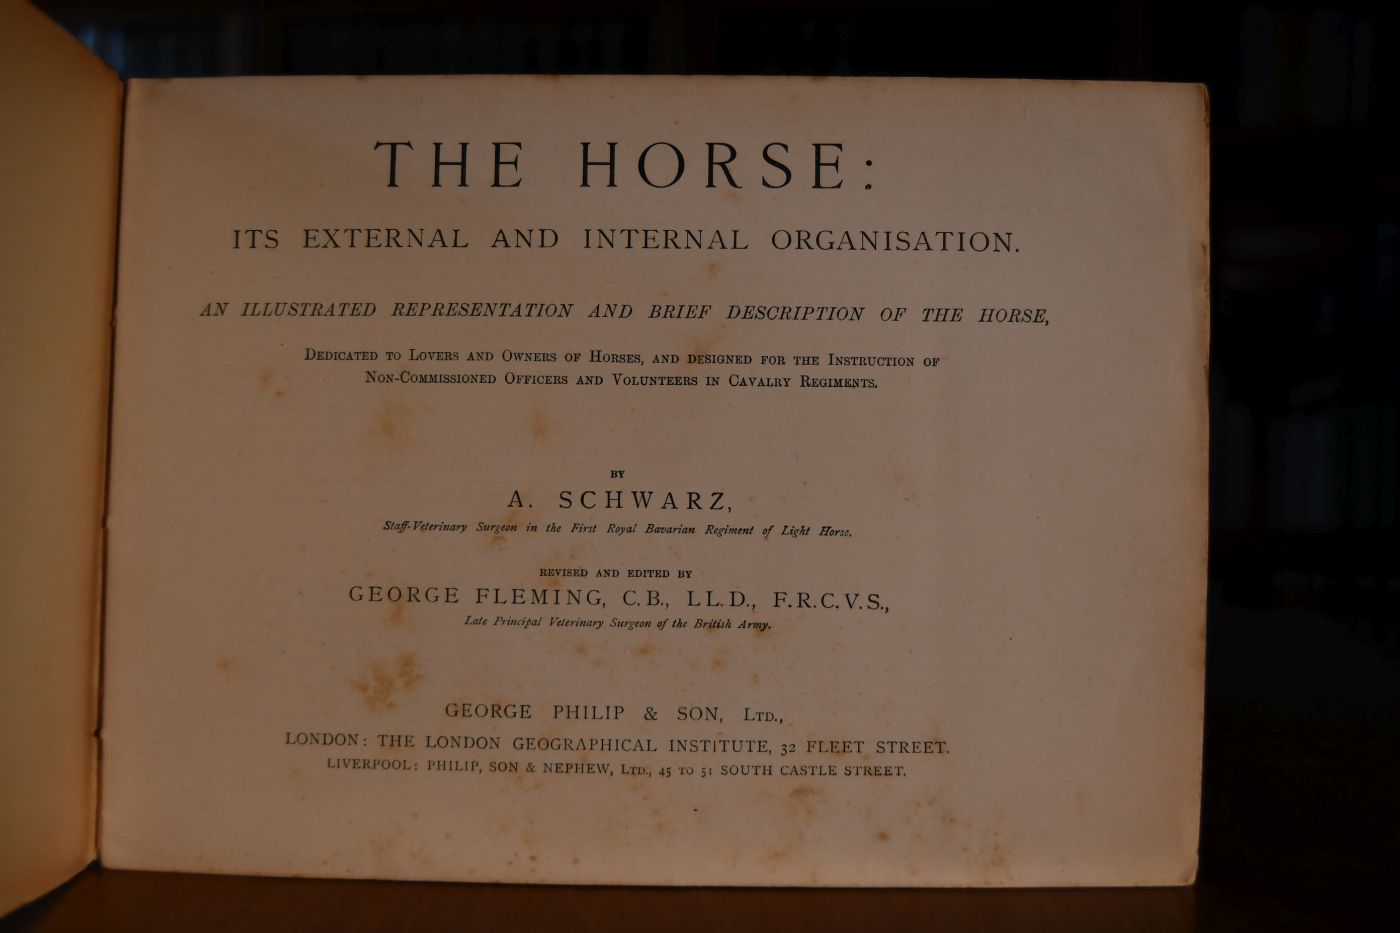 THE HORSE:
ITS EXTERNAL AND INTERNAL ORGANISATION.
AN ILLUSTRATED REPRESENTATION AND BRIEF DESCRIPTION OF THE HORSE,
DEDICATED TO LOVERS AND OWNERS OF HORSES, AND DESIGNED FOR THE INSTRUCTION OF
NON-COMMISSIONED OFFICERS AND VOLUNTEERS IN CAVALRY REGIMENTS.
BY
A. SCHWARZ,
Staff-Veterinary Surgeon in the First Royal Bavarian Regiment of Light Horse.
REVISED AND EDITED BY
GEORGE FLEMING, C.B., LL.D., F.R.C.V.S.,
Late Principal Veterinary Surgeon of the British Army.
GEORGE PHILIP & SON, LTD.,
LONDON: THE LONDON GEOGRAPHICAL INSTITUTE, 32 FLEET STREET.
LIVERPOOL: PHILIP, SON & NEPHEW, LTD., 45 TO 51 SOUTH CASTLE STREET.